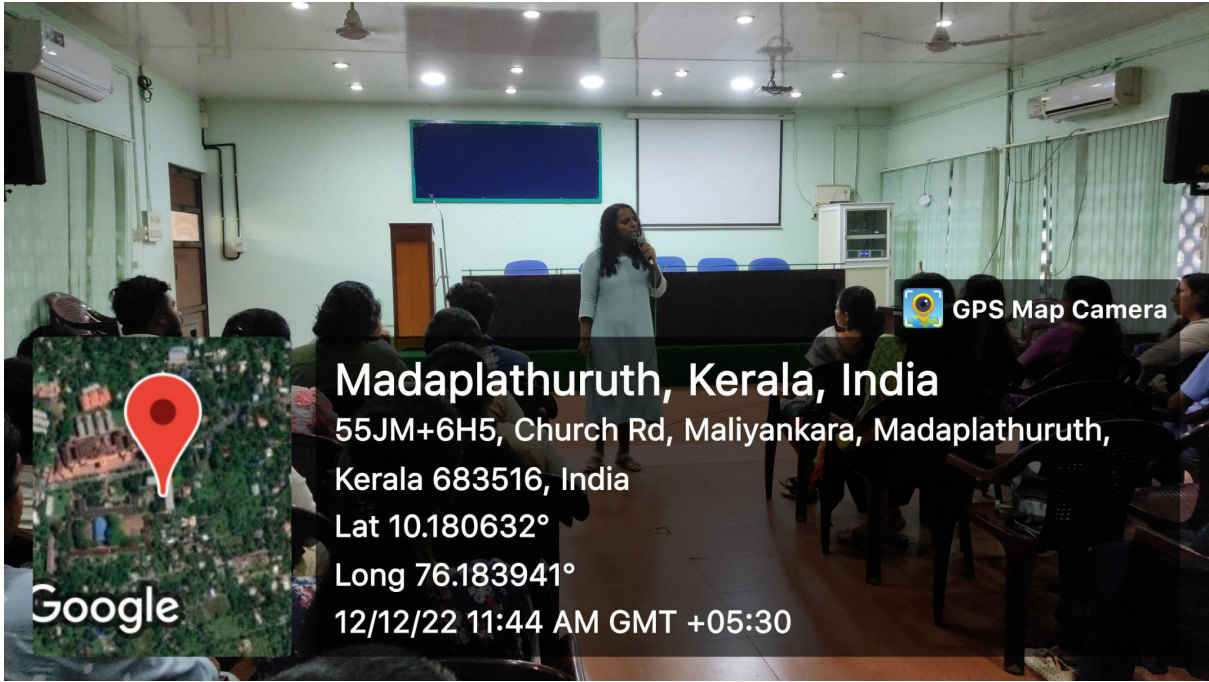 GPS Map Camera
Madaplathuruth, Kerala, India
55JM+6H5, Church Rd, Maliyankara, Madaplathuruth,
Kerala 683516, India
Lat 10.180632°
Long 76.183941°
12/12/22 11:44 AM GMT +05:30
Google